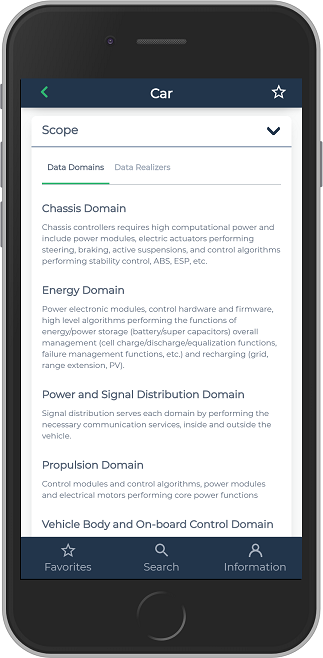 Car
Scope
Data Domains Data Realizers
Chassis Domain
Chassis controllers requires high computational power and
include power modules, electric actuators performing
steering, braking, active suspensions, and control algorithms
performing stability control, ABS, ESP, etc.
Energy Domain
Power electronic modules, control hardware and firmware,
high level algorithms performing the functions of
energy/power storage (battery/super capacitors) overall
management (cell charge/discharge/equalization functions,
failure management functions, etc.) and recharging (grid,
range extension, PV).
Power and Signal Distribution Domain
Signal distribution serves each domain by performing the
necessary communication services, inside and outside the
vehicle.
Propulsion Domain
Control modules and control algorithms, power modules
and electrical motors performing core power functions
Vehicle Body and On-board Control Domain
Favorites Search Information